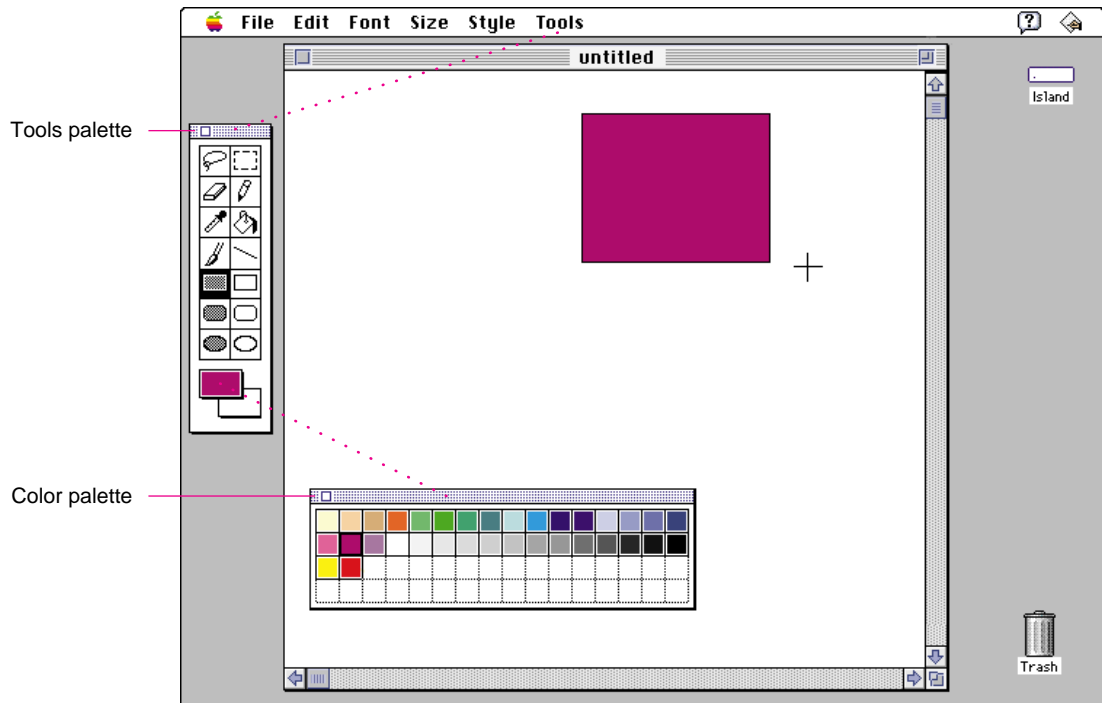 File Edit Font Size Style Tools
untitled
Island
Tools palette
Color palette
Trash